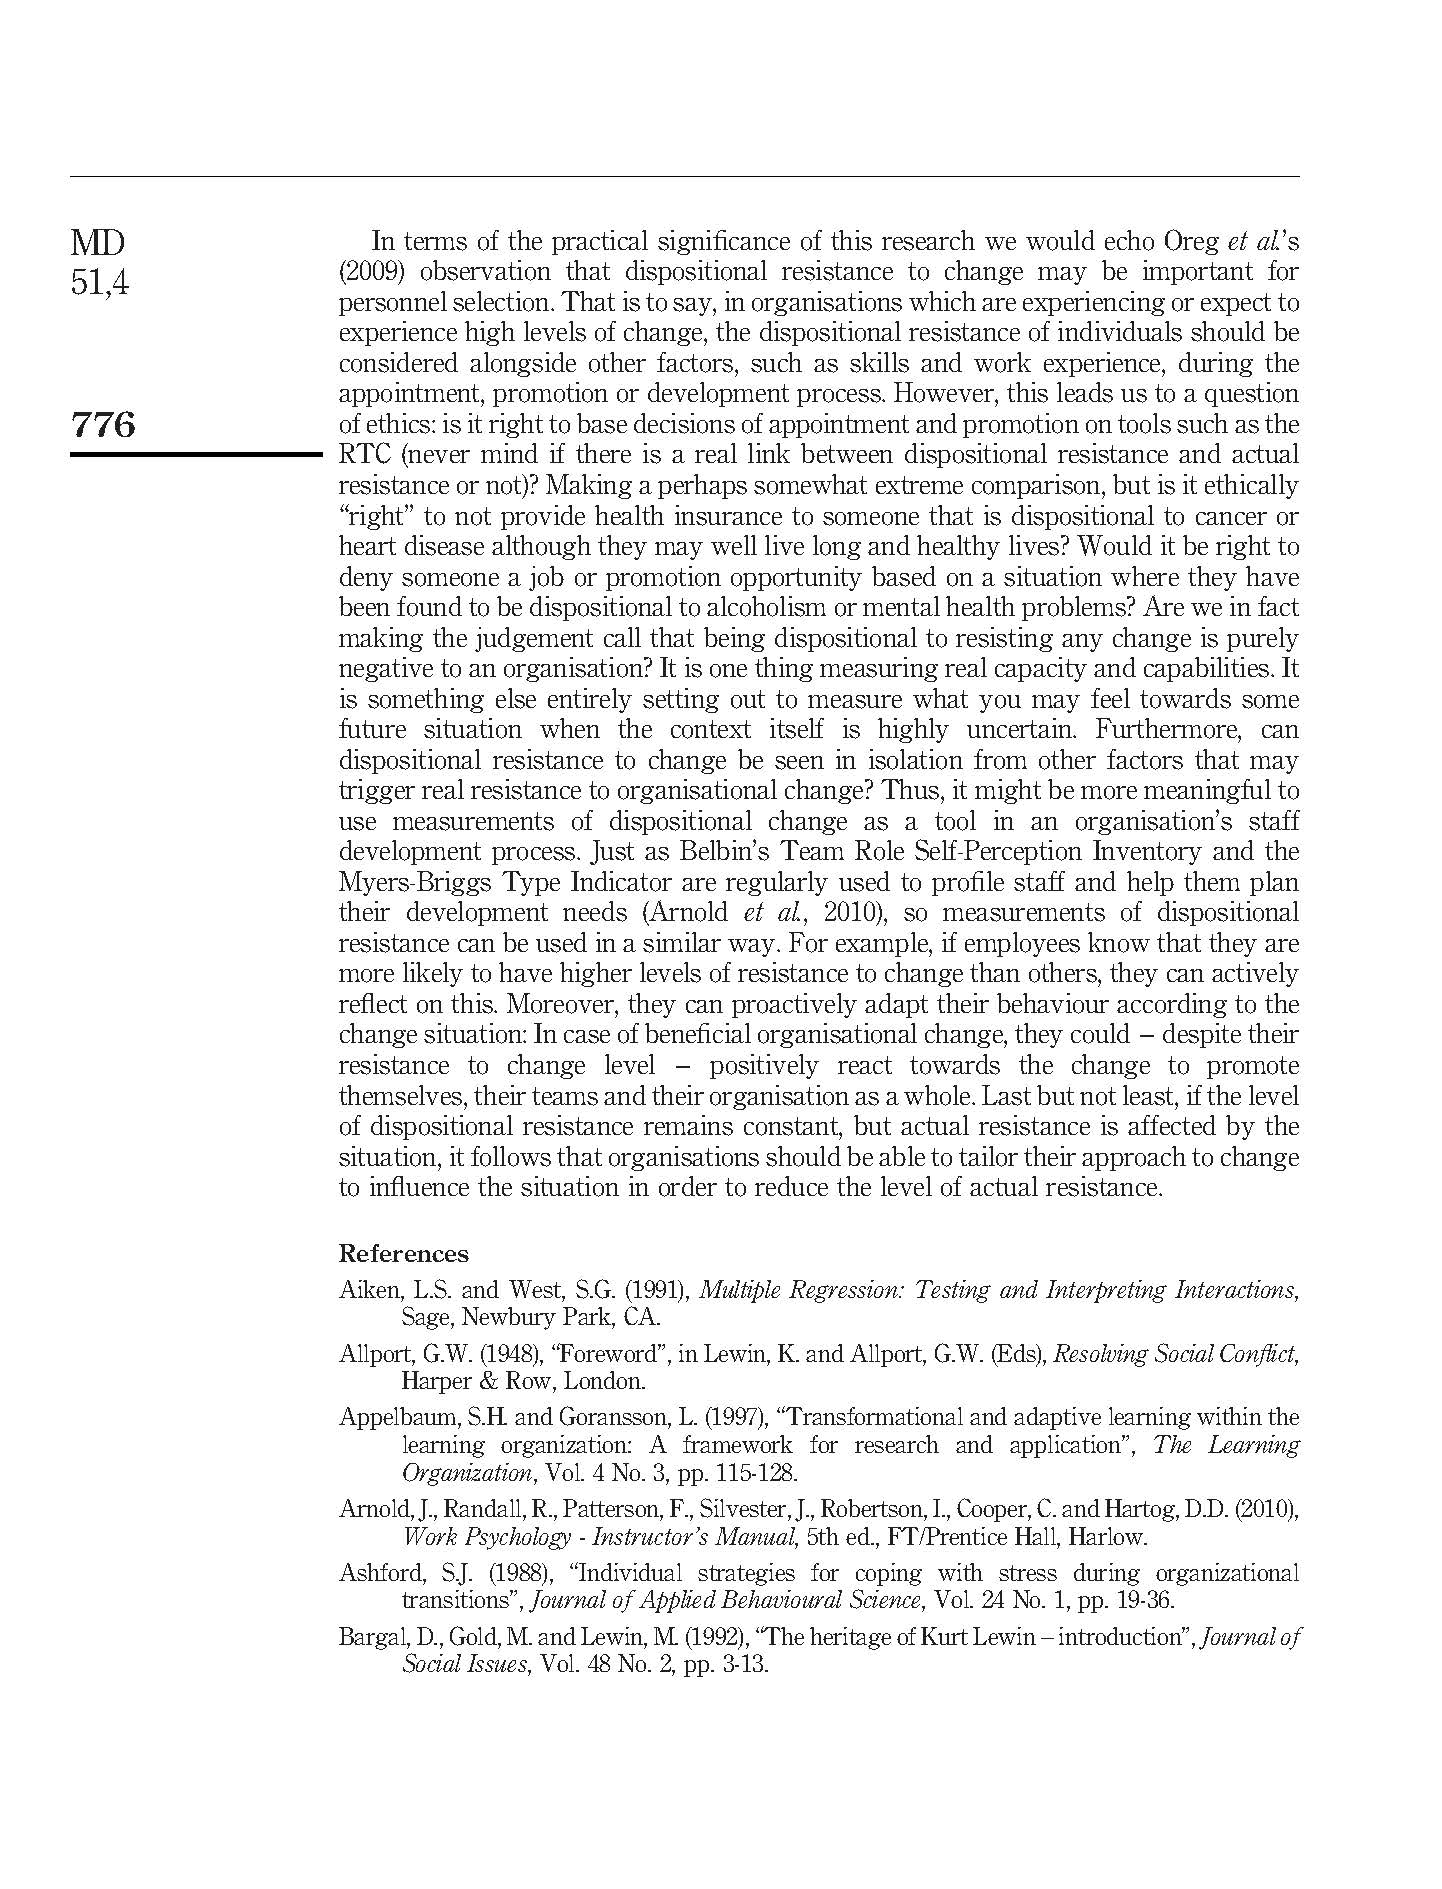 MD
51,4
776
In terms of the practical significance of this research we would echo Oreg et al.’s
(2009) observation that dispositional resistance to change may be important for
personnel selection. That is to say, in organisations which are experiencing or expect to
experience high levels of change, the dispositional resistance of individuals should be
considered alongside other factors, such as skills and work experience, during the
appointment, promotion or development process. However, this leads us to a question
of ethics: is it right to base decisions of appointment and promotion on tools such as the
RTC (never mind if there is a real link between dispositional resistance and actual
resistance or not)? Making a perhaps somewhat extreme comparison, but is it ethically
“right” to not provide health insurance to someone that is dispositional to cancer or
heart disease although they may well live long and healthy lives? Would it be right to
deny someone a job or promotion opportunity based on a situation where they have
been found to be dispositional to alcoholism or mental health problems? Are we in fact
making the judgement call that being dispositional to resisting any change is purely
negative to an organisation? It is one thing measuring real capacity and capabilities. It
is something else entirely setting out to measure what you may feel towards some
future situation when the context itself is highly uncertain. Furthermore, can
dispositional resistance to change be seen in isolation from other factors that may
trigger real resistance to organisational change? Thus, it might be more meaningful to
use measurements of dispositional change as a tool in an organisation’s staff
development process. Just as Belbin’s Team Role Self-Perception Inventory and the
Myers-Briggs Type Indicator are regularly used to profile staff and help them plan
their development needs (Arnold et al., 2010), so measurements of dispositional
resistance can be used in a similar way. For example, if employees know that they are
more likely to have higher levels of resistance to change than others, they can actively
reflect on this. Moreover, they can proactively adapt their behaviour according to the
change situation: In case of beneficial organisational change, they could – despite their
resistance to change level – positively react towards the change to promote
themselves, their teams and their organisation as a whole. Last but not least, if the level
of dispositional resistance remains constant, but actual resistance is affected by the
situation, it follows that organisations should be able to tailor their approach to change
to influence the situation in order to reduce the level of actual resistance.
References
Aiken, L.S. and West, S.G. (1991), Multiple Regression: Testing and Interpreting Interactions,
Sage, Newbury Park, CA.
Allport, G.W. (1948), “Foreword”, in Lewin, K. and Allport, G.W. (Eds), Resolving Social Conflict,
Harper & Row, London.
Appelbaum, S.H. and Goransson, L. (1997), “Transformational and adaptive learning within the
learning organization: A framework for research and application”, The Learning
Organization, Vol. 4 No. 3, pp. 115-128.
Arnold, J., Randall, R., Patterson, F., Silvester, J., Robertson, I., Cooper, C. and Hartog, D.D. (2010),
Work Psychology - Instructor’s Manual, 5th ed., FT/Prentice Hall, Harlow.
Ashford, S.J. (1988), “Individual strategies for coping with stress during organizational
transitions”, Journal of Applied Behavioural Science, Vol. 24 No. 1, pp. 19-36.
Bargal, D., Gold, M. and Lewin, M. (1992), “The heritage of Kurt Lewin – introduction”, Journal of
Social Issues, Vol. 48 No. 2, pp. 3-13.